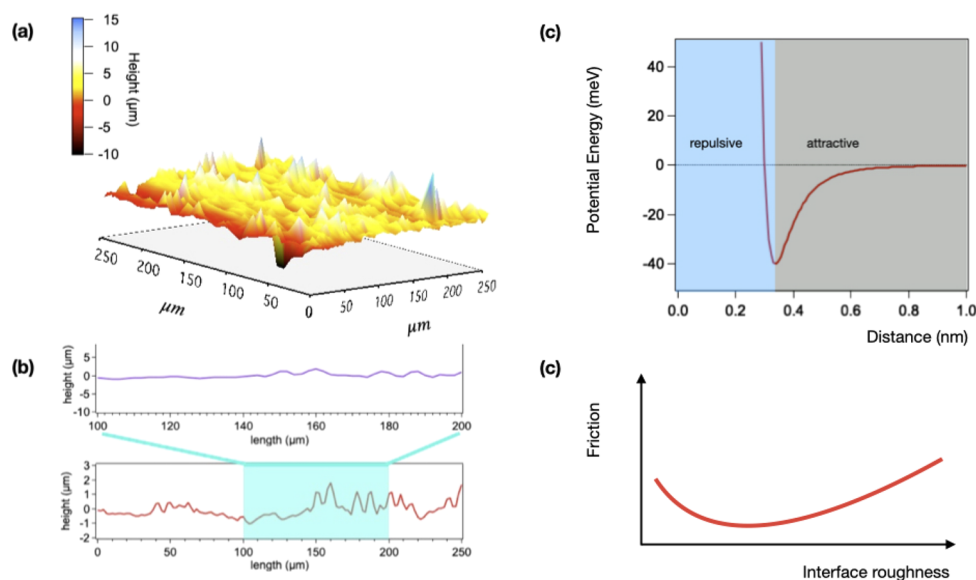 (a)
15
10
5
0
-5
-10
Height (μm)
250
200
150
100
50
0
μm
50
100
150
200
250
μm
(b)
height (μm)
5
0
-5
-10
100 120 140 160 180 200
length (μm)
height (μm)
3
2
1
0
-1
-2
0 50 100 150 200 250
length (μm)
(c)
Potential Energy (meV)
40
20
0
-20
-40
repulsive attractive
0.0 0.2 0.4 0.6 0.8 1.0
Distance (nm)
(c)
Friction
Interface roughness